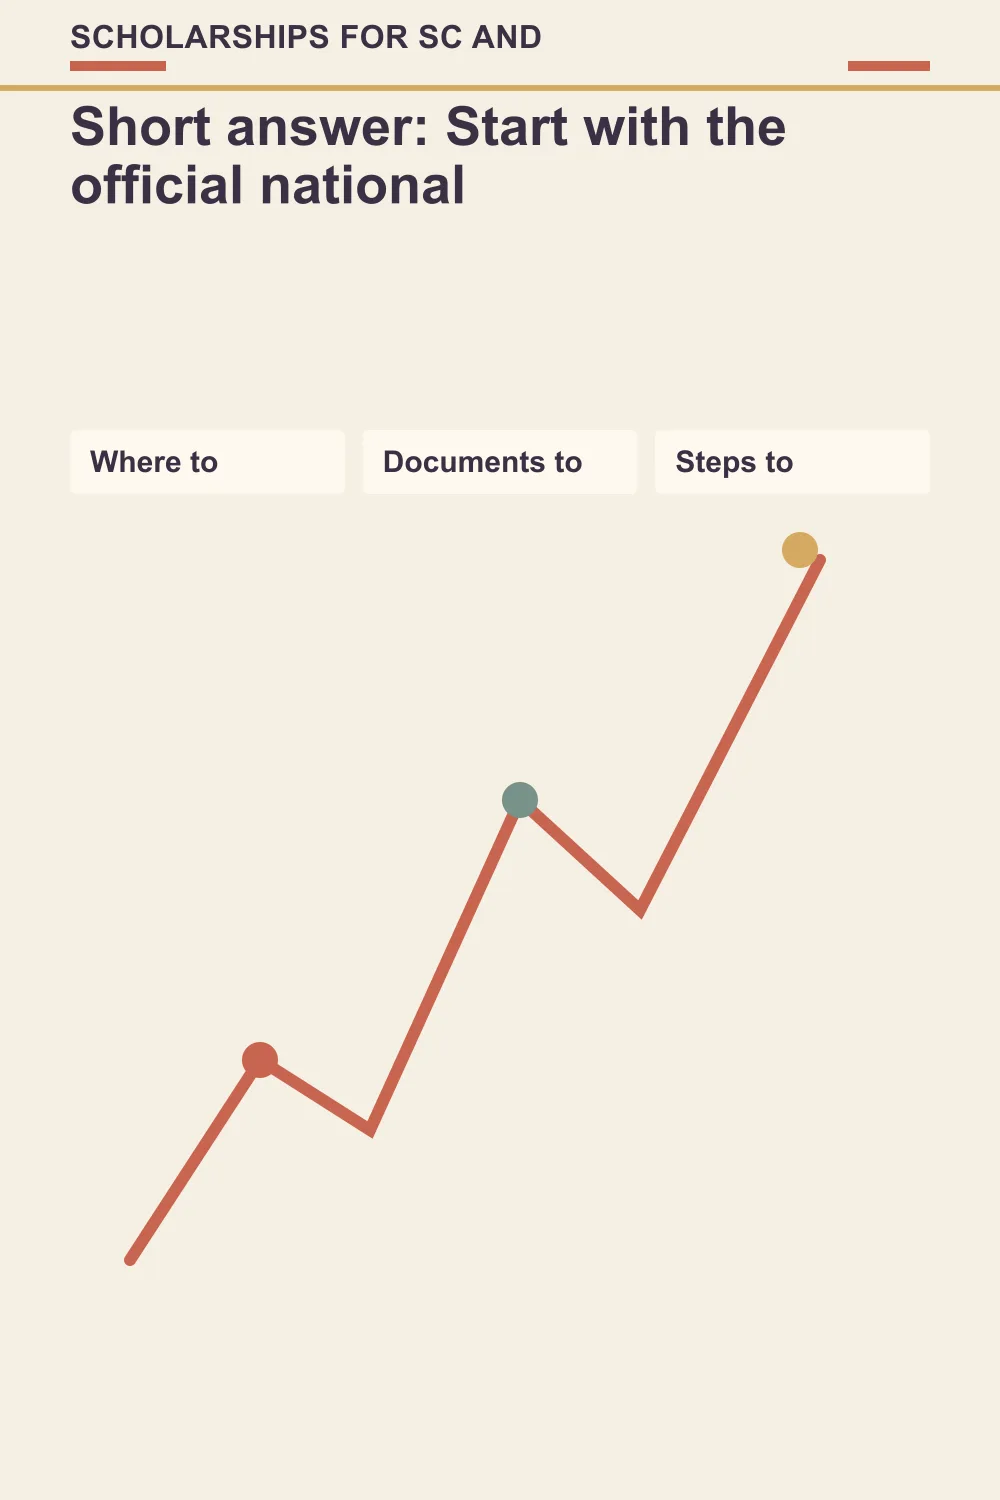 SCHOLARSHIPS FOR SC AND
Short answer: Start with the
official national
Where to
Documents to
Steps to